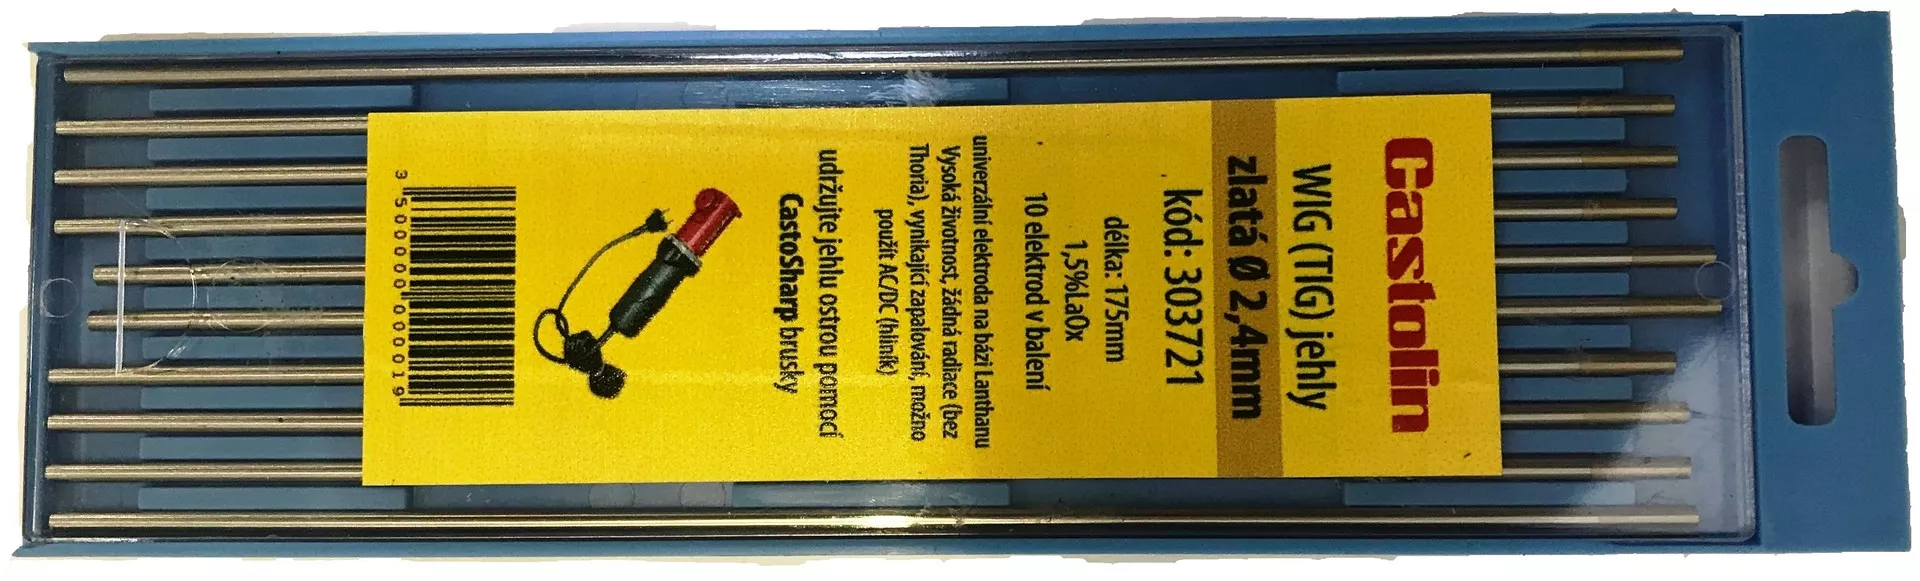 Castolin
WIG (TIG) jehly
zlatá Ø 2,4mm
kód: 303721
délka: 175mm
1,5%LaOx
10 elektrod v balení
univerzální elektroda na bázi Lanthanu
Vysoká životnost, žádná radiace (bez
Thoria), vynikající zapalování, možno
použít AC/DC (hliník)
CastoSharp brusky
udržujte jehlu ostrou pomocí
3 500000 000019